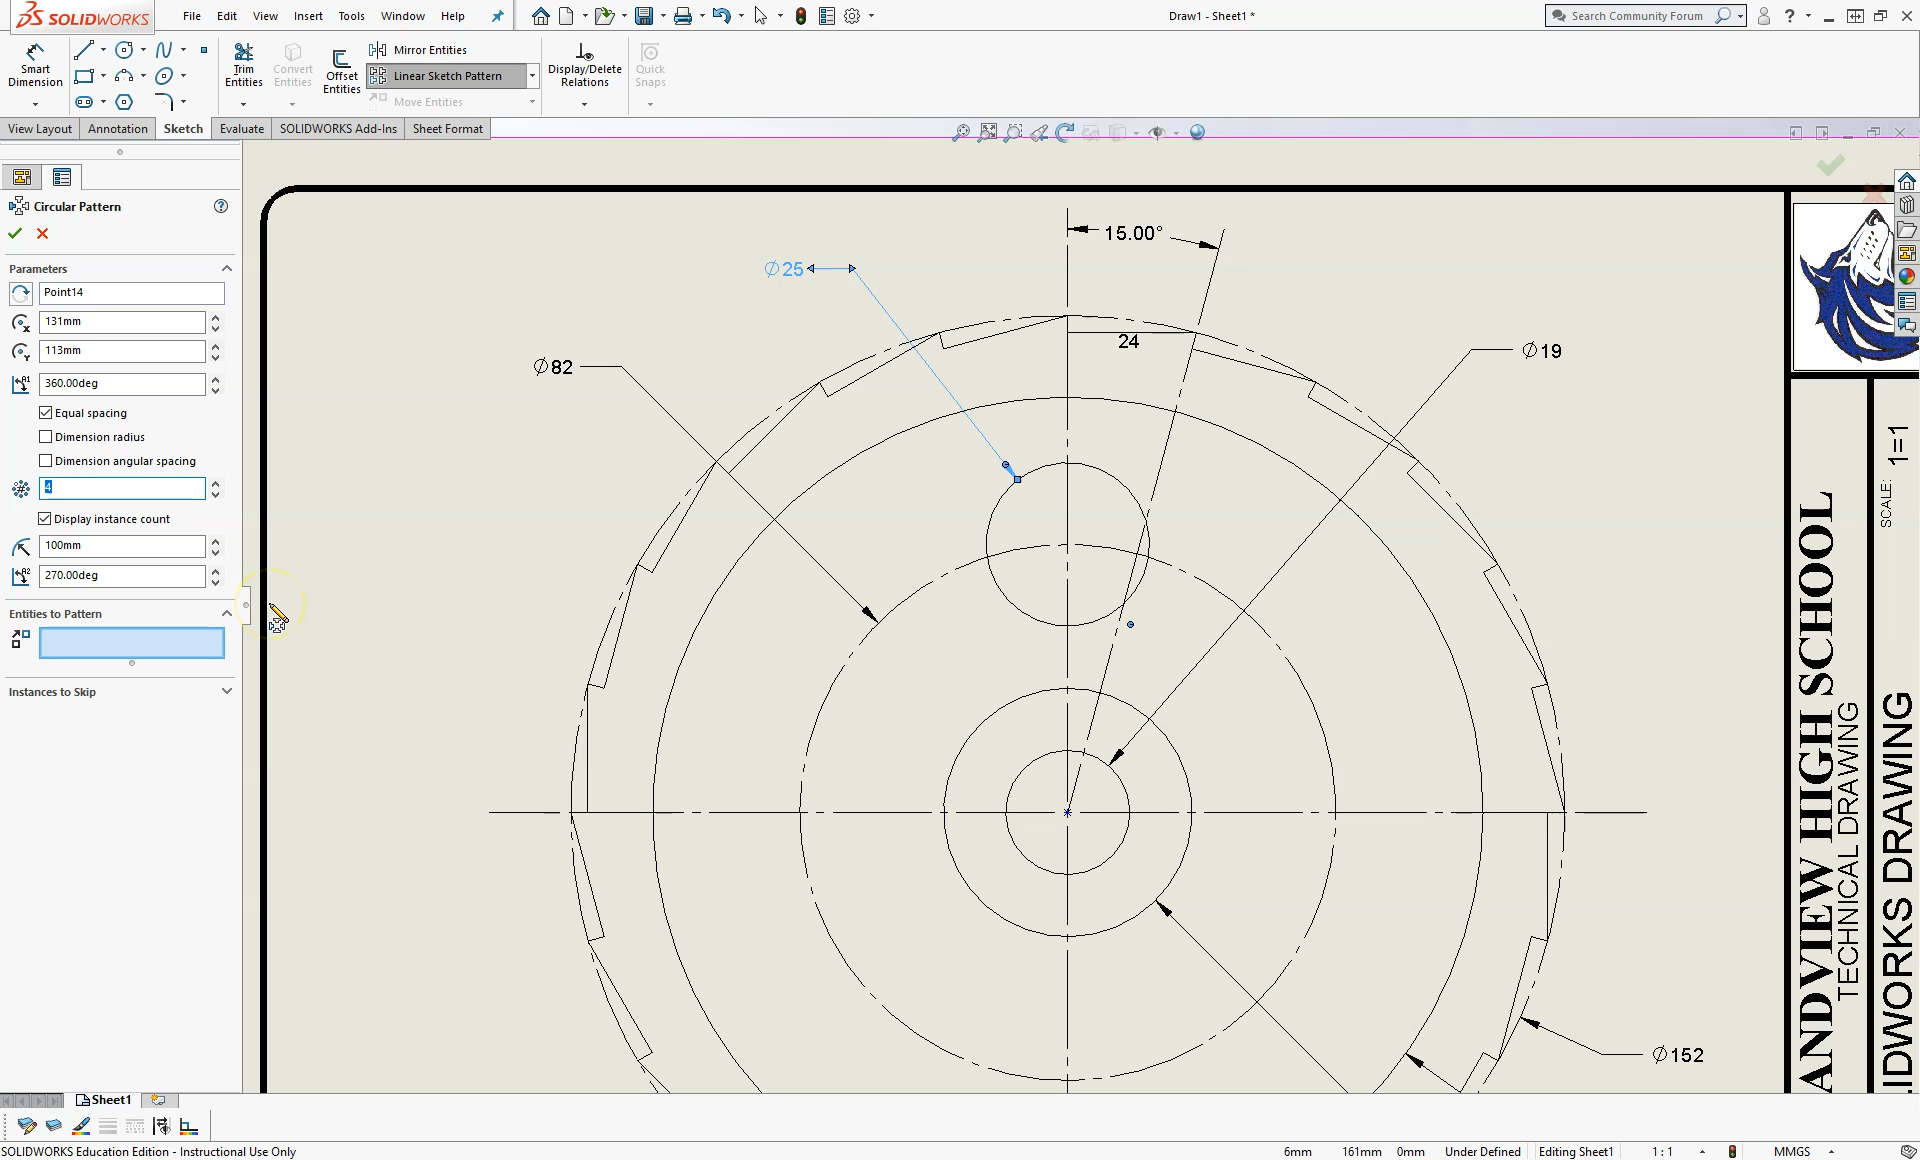 SOLIDWORKS
File Edit View Insert Tools Window Help
Draw1 - Sheet1 *
Search Community Forum
?
Smart Dimension
Trim Entities
Convert Entities
Offset Entities
Mirror Entities
Linear Sketch Pattern
Move Entities
Display/Delete Relations
Quick Snaps
View Layout Annotation Sketch Evaluate SOLIDWORKS Add-Ins Sheet Format
Circular Pattern
Parameters
Point14
131mm
113mm
360.00deg
Equal spacing
Dimension radius
Dimension angular spacing
4
Display instance count
100mm
270.00deg
Entities to Pattern
Instances to Skip
15.00°
∅25
24
∅82
∅19
∅152
ANDVIEW HIGH SCHOOL
TECHNICAL DRAWING
SCALE: 1=1
IDWORKS DRAWING
Sheet1
SOLIDWORKS Education Edition - Instructional Use Only
6mm 161mm 0mm Under Defined Editing Sheet1 1 : 1 MMGS